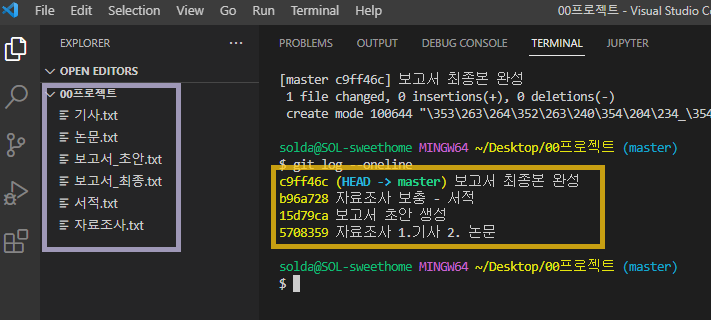 File Edit Selection View Go Run Terminal Help 00프로젝트 - Visual Studio Co
EXPLORER
OPEN EDITORS
00프로젝트
기사.txt
논문.txt
보고서_초안.txt
보고서_최종.txt
서적.txt
자료조사.txt
PROBLEMS OUTPUT DEBUG CONSOLE TERMINAL JUPYTER
[master c9ff46c] 보고서 최종본 완성
1 file changed, 0 insertions(+), 0 deletions(-)
create mode 100644 "\353\263\264\352\263\240\354\204\234_\354
solda@SOL-sweethome MINGW64 ~/Desktop/00프로젝트 (master)
$ git log --oneline
c9ff46c (HEAD -> master) 보고서 최종본 완성
b96a728 자료조사 보충 - 서적
15d79ca 보고서 초안 생성
5708359 자료조사 1.기사 2. 논문
solda@SOL-sweethome MINGW64 ~/Desktop/00프로젝트 (master)
$